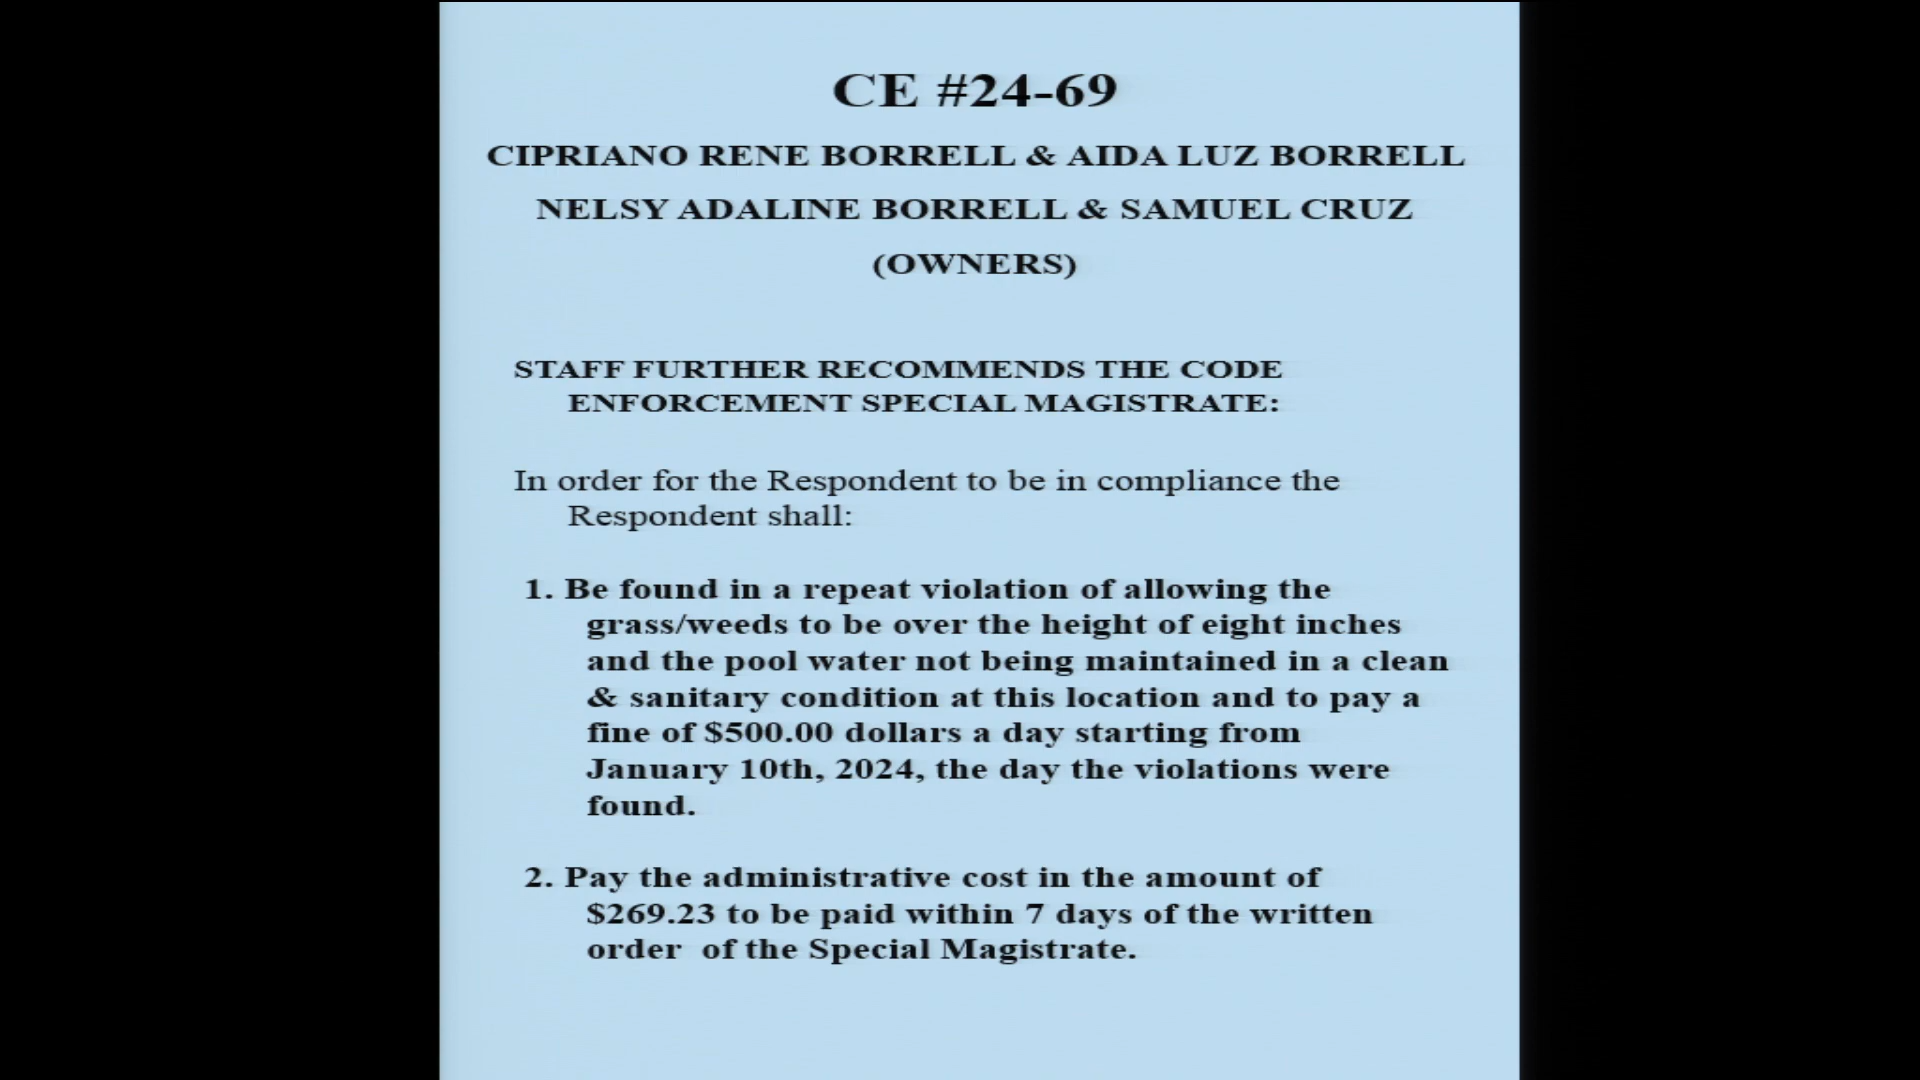 CE #24-69
CIPRIANO RENE BORRELL & AIDA LUZ BORRELL
NELSY ADALINE BORRELL & SAMUEL CRUZ
(OWNERS)
STAFF FURTHER RECOMMENDS THE CODE
ENFORCEMENT SPECIAL MAGISTRATE:
In order for the Respondent to be in compliance the
Respondent shall:
1. Be found in a repeat violation of allowing the
grass/weeds to be over the height of eight inches
and the pool water not being maintained in a clean
& sanitary condition at this location and to pay a
fine of $500.00 dollars a day starting from
January 10th, 2024, the day the violations were
found.
2. Pay the administrative cost in the amount of
$269.23 to be paid within 7 days of the written
order  of the Special Magistrate.